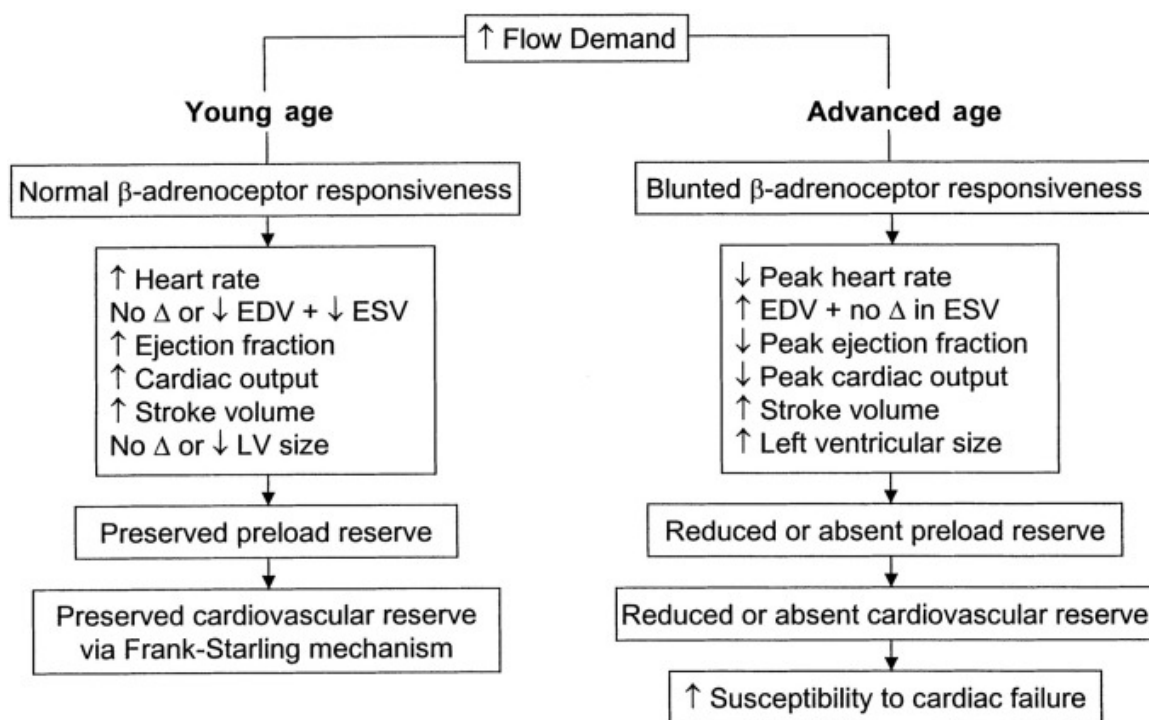 ↑ Flow Demand
Young age
Normal β-adrenoceptor responsiveness
↑ Heart rate
No Δ or ↓ EDV + ↓ ESV
↑ Ejection fraction
↑ Cardiac output
↑ Stroke volume
No Δ or ↓ LV size
Preserved preload reserve
Preserved cardiovascular reserve
via Frank-Starling mechanism
Advanced age
Blunted β-adrenoceptor responsiveness
↓ Peak heart rate
↑ EDV + no Δ in ESV
↓ Peak ejection fraction
↓ Peak cardiac output
↑ Stroke volume
↑ Left ventricular size
Reduced or absent preload reserve
Reduced or absent cardiovascular reserve
↑ Susceptibility to cardiac failure